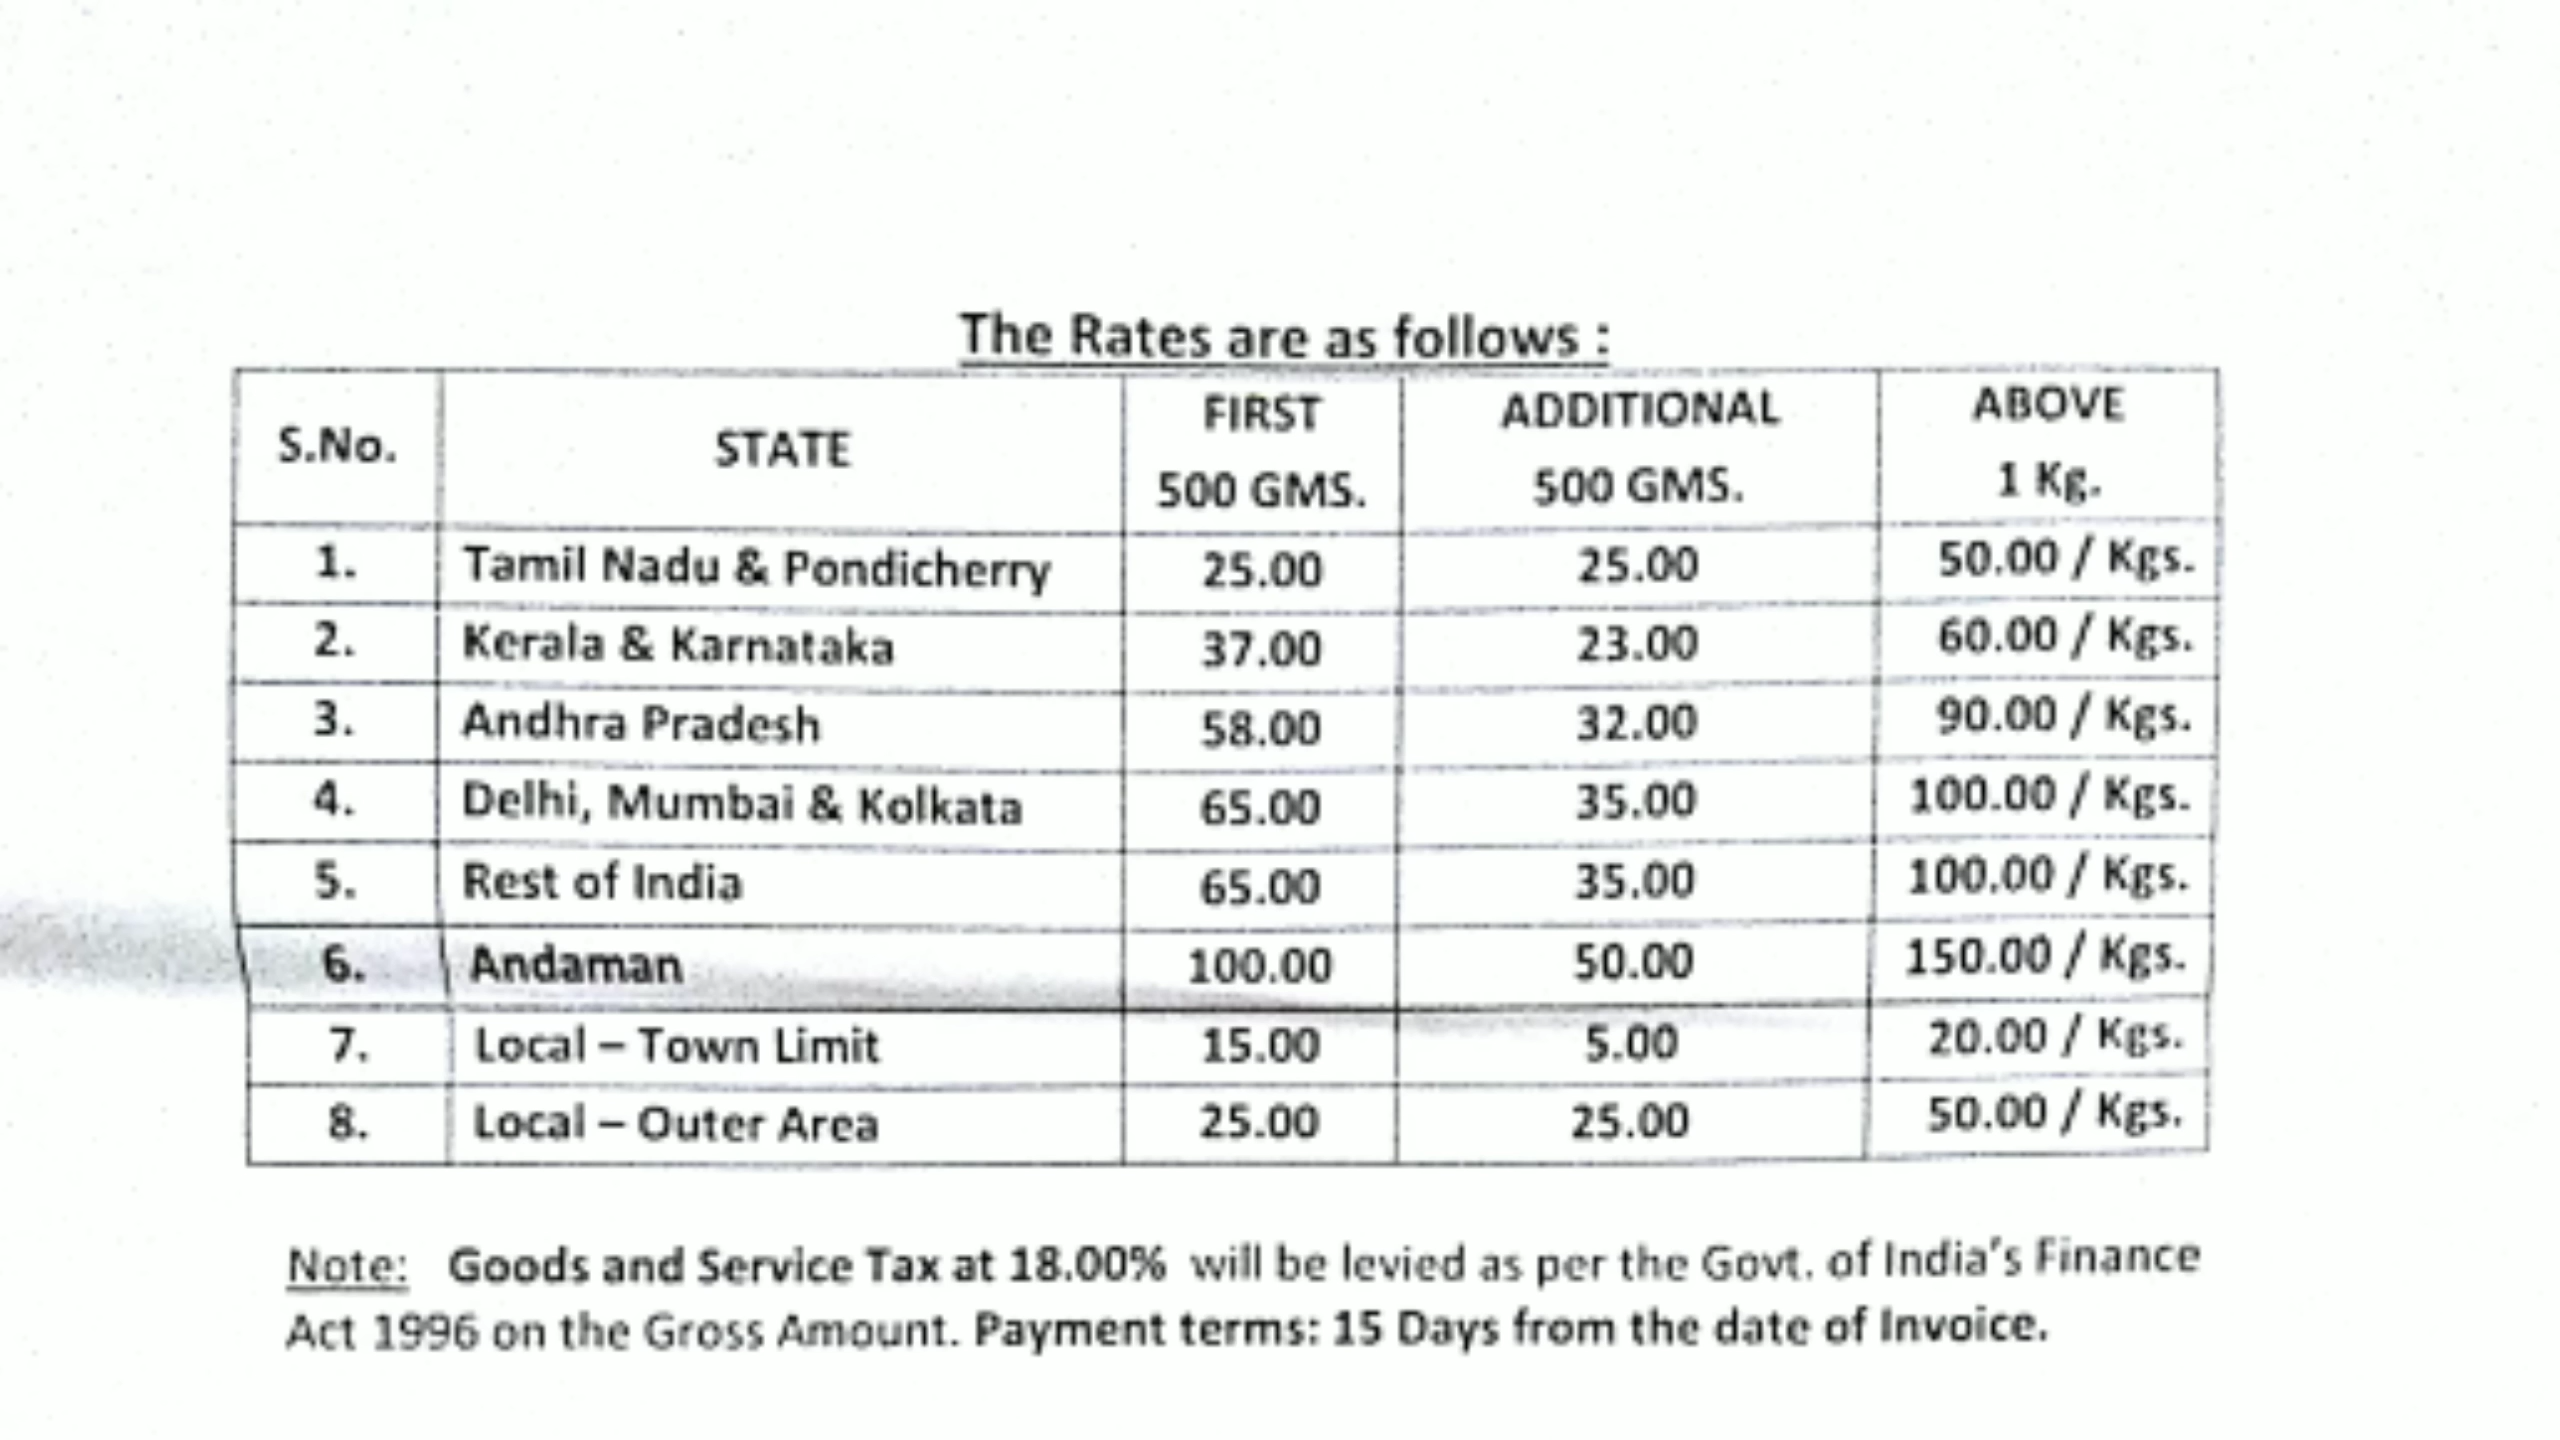 The Rates are as follows :
S.No. STATE FIRST 500 GMS. ADDITIONAL 500 GMS. ABOVE 1 Kg.
1. Tamil Nadu & Pondicherry 25.00 25.00 50.00 / Kgs.
2. Kerala & Karnataka 37.00 23.00 60.00 / Kgs.
3. Andhra Pradesh 58.00 32.00 90.00 / Kgs.
4. Delhi, Mumbai & Kolkata 65.00 35.00 100.00 / Kgs.
5. Rest of India 65.00 35.00 100.00 / Kgs.
6. Andaman 100.00 50.00 150.00 / Kgs.
7. Local – Town Limit 15.00 5.00 20.00 / Kgs.
8. Local – Outer Area 25.00 25.00 50.00 / Kgs.
Note: Goods and Service Tax at 18.00% will be levied as per the Govt. of India's Finance
Act 1996 on the Gross Amount. Payment terms: 15 Days from the date of Invoice.